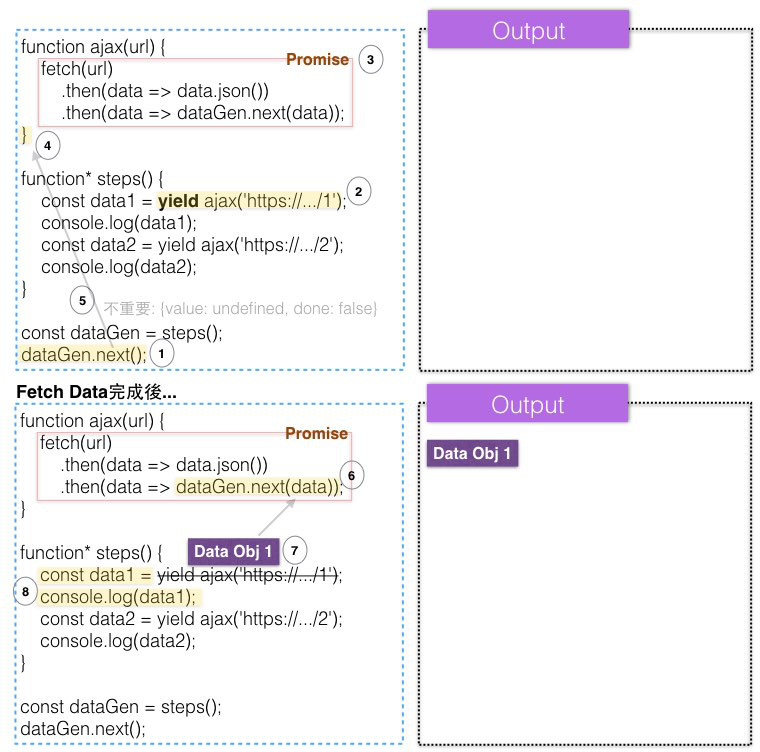 Output
function ajax(url) {
Promise 3
fetch(url)
.then(data => data.json())
.then(data => dataGen.next(data));
}
4
function* steps() {
const data1 = yield ajax('https://.../1'); 2
console.log(data1);
const data2 = yield ajax('https://.../2');
console.log(data2);
}
5 不重要: {value: undefined, done: false}
const dataGen = steps();
dataGen.next(); 1
Fetch Data完成後...
Output
function ajax(url) {
Promise
fetch(url)
.then(data => data.json())
.then(data => dataGen.next(data)); 6
}
Data Obj 1
function* steps() {
Data Obj 1 7
const data1 = yield ajax('https://.../1');
8 console.log(data1);
const data2 = yield ajax('https://.../2');
console.log(data2);
}
const dataGen = steps();
dataGen.next();